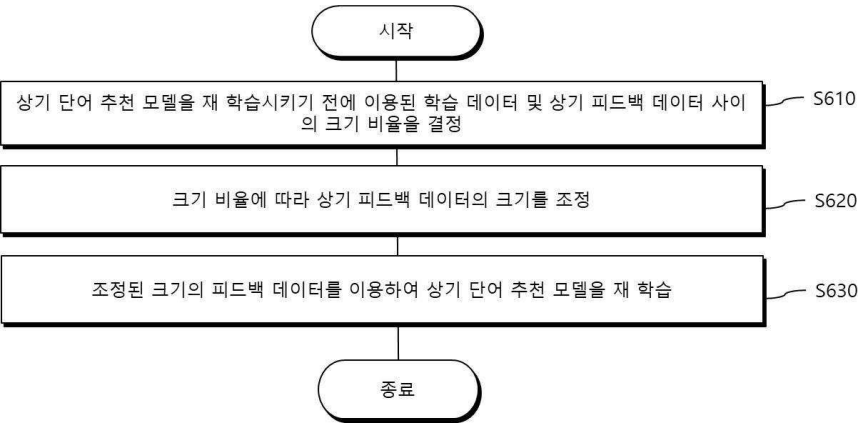 시작
상기 단어 추천 모델을 재 학습시키기 전에 이용된 학습 데이터 및 상기 피드백 데이터 사이
의 크기 비율을 결정
S610
크기 비율에 따라 상기 피드백 데이터의 크기를 조정
S620
조정된 크기의 피드백 데이터를 이용하여 상기 단어 추천 모델을 재 학습
S630
종료